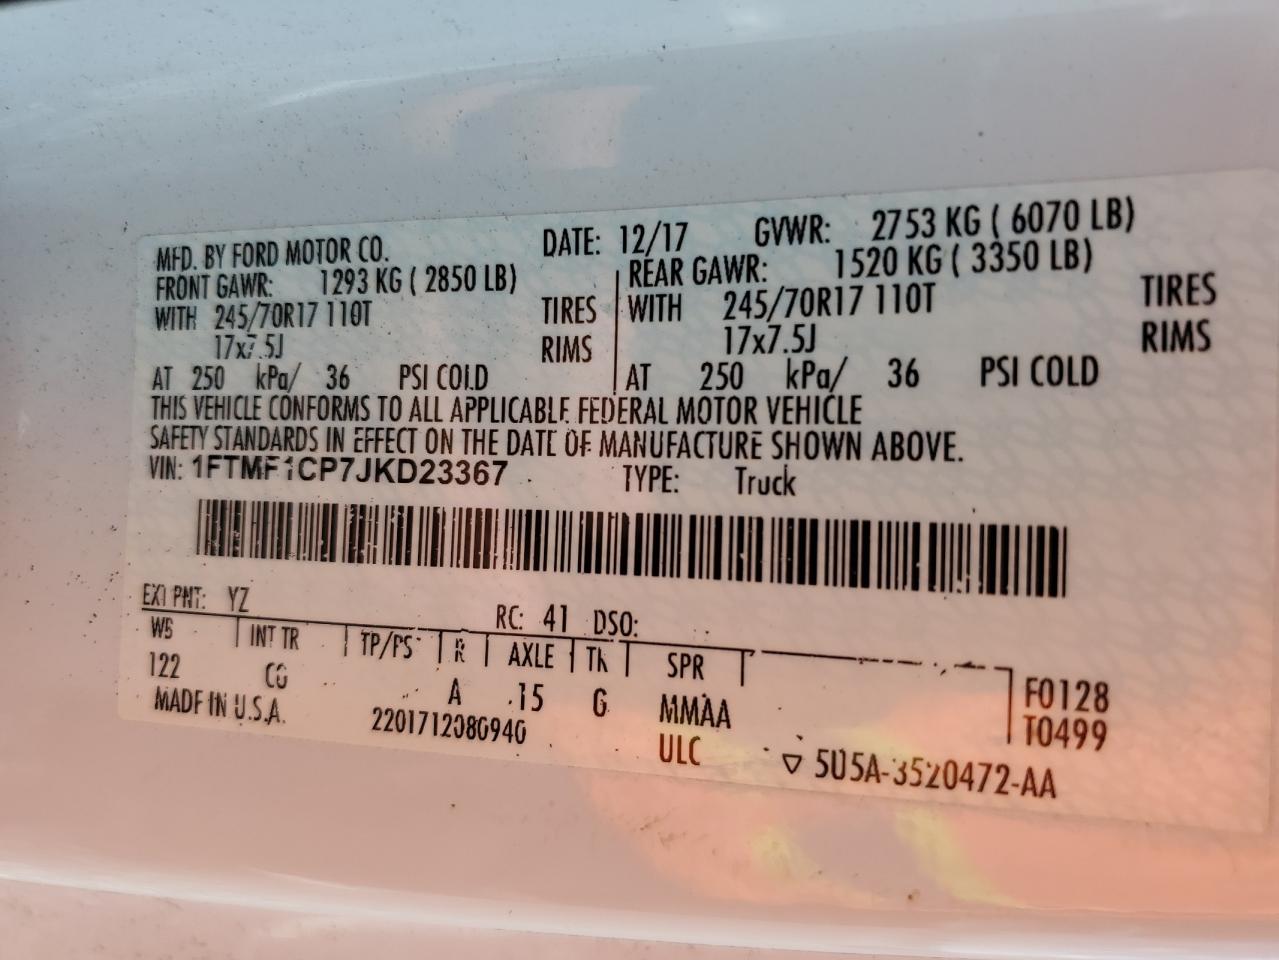 MFD. BY FORD MOTOR CO. DATE: 12/17 GVWR: 2753 KG ( 6070 LB)
FRONT GAWR: 1293 KG ( 2850 LB) REAR GAWR: 1520 KG ( 3350 LB)
WITH 245/70R17 110T TIRES WITH 245/70R17 110T TIRES
17x7.5J RIMS 17x7.5J RIMS
AT 250 kPa/ 36 PSI COLD AT 250 kPa/ 36 PSI COLD
THIS VEHICLE CONFORMS TO ALL APPLICABLE FEDERAL MOTOR VEHICLE
SAFETY STANDARDS IN EFFECT ON THE DATE OF MANUFACTURE SHOWN ABOVE.
VIN: 1FTMF1CP7JKD23367 TYPE: Truck
EXT PNT: YZ RC: 41 DSO:
WB INT TR TP/PS R AXLE TR SPR F0128
122 CG A 15 G MMAA T0499
MADE IN U.S.A. 2201712080940 ULC ▽ 5U5A-3520472-AA